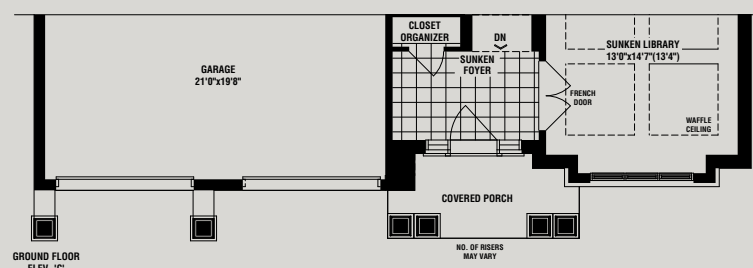 CLOSET
ORGANIZER
DN
SUNKEN LIBRARY
13'0"x14'7"(13'4")
SUNKEN
FOYER
GARAGE
21'0"x19'8"
FRENCH
DOOR
WAFFLE
CEILING
COVERED PORCH
NO. OF RISERS
MAY VARY
GROUND FLOOR
ELEV. 'C'